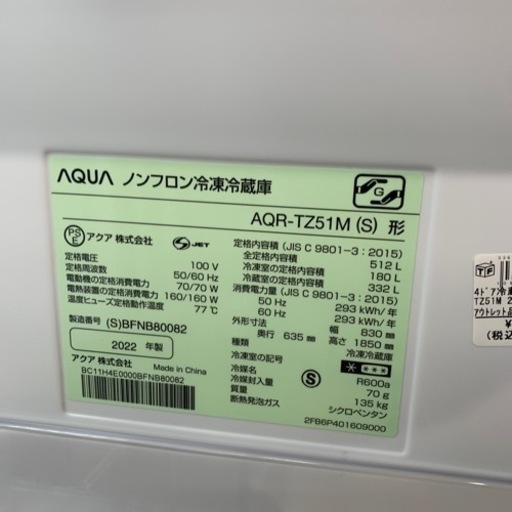 AQUA ノンフロン冷凍冷蔵庫
G
AQR-TZ51M (S) 形
PSE アクア 株式会社
S JET
定格電圧 100 V
定格周波数 50/60 Hz
電動機の定格消費電力 70/70 W
電熱装置の定格消費電力 160/160 W
温度ヒューズ定格動作温度 77℃
製造番号 (S)BFNB80082
2022 年製
アクア 株式会社 Made in China
BC11H4E0000BFNB80082
定格内容積 (JIS C 9801-3 : 2015)
全定格内容積 512 L
冷凍室の定格内容積 180 L
冷蔵室の定格内容積 332 L
消費電力量 (JIS C 9801-3 : 2015)
50 Hz 293 kWh/年
60 Hz 293 kWh/年
外形寸法 幅 830 mm
奥行 635 mm 高さ 1850 mm
種類 冷凍冷蔵庫
S
冷媒名 R600a
冷媒封入量 70 g
質量 135 kg
断熱発泡ガス シクロペンタン
2FB6P401609000
4ドア冷
TZ51M 2
アウトレット品
¥
(税込